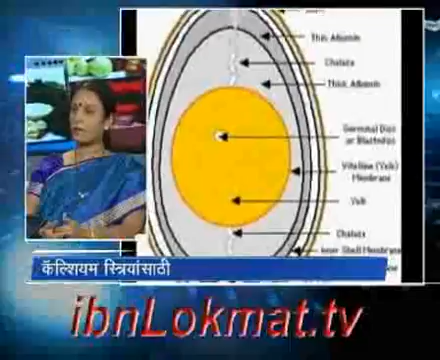 Thin Albumin
Chalaza
Thick Albumin
Germinal Disc
or Blastodisc
Vitelline (Yolk)
Membrane
Yolk
Chalaza
Inner Shell Membrane
कॅल्शियम स्त्रियांसाठी
ibnLokmat.tv